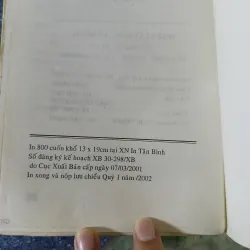 In 800 cuốn khổ 13 x 19cm tại XN In Tân Bình
Số đăng ký kế hoạch XB 30-298/XB
do Cục Xuất Bản cấp ngày 07/03/2001
In xong và nộp lưu chiểu Quý 1 năm /2002